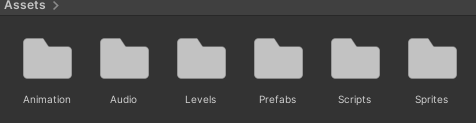 Assets >
Animation Audio Levels Prefabs Scripts Sprites